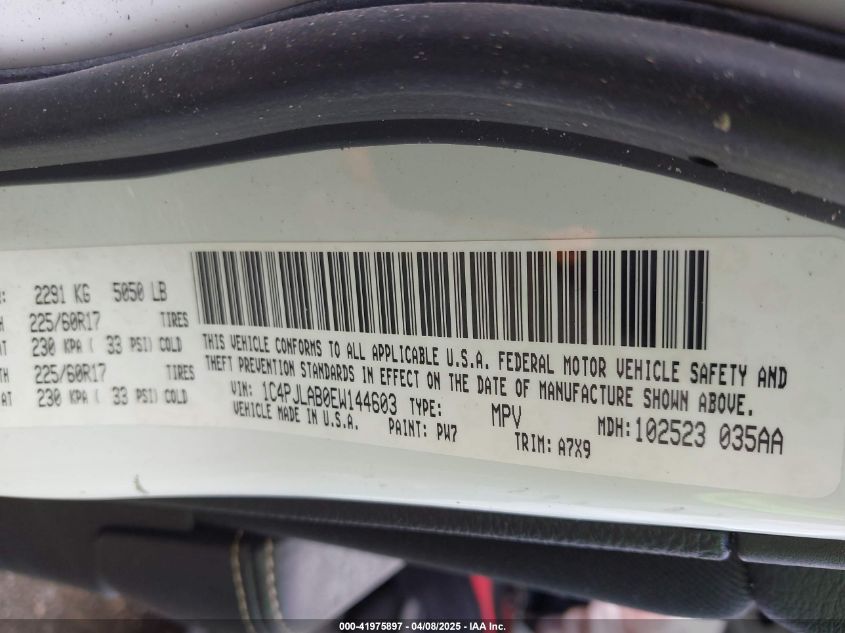 : 2291 KG 5050 LB
H 225/60R17 TIRES
AT 230 KPA ( 33 PSI) COLD
TH 225/60R17 TIRES
AT 230 KPA ( 33 PSI) COLD
THIS VEHICLE CONFORMS TO ALL APPLICABLE U.S.A. FEDERAL MOTOR VEHICLE SAFETY AND
THEFT PREVENTION STANDARDS IN EFFECT ON THE DATE OF MANUFACTURE SHOWN ABOVE.
VIN: 1C4PJLAB0EW144603 TYPE: MPV MDH:102523 035AA
VEHICLE MADE IN U.S.A. PAINT: PW7 TRIM: A7X9
000-41975897 - 04/08/2025 - IAA Inc.